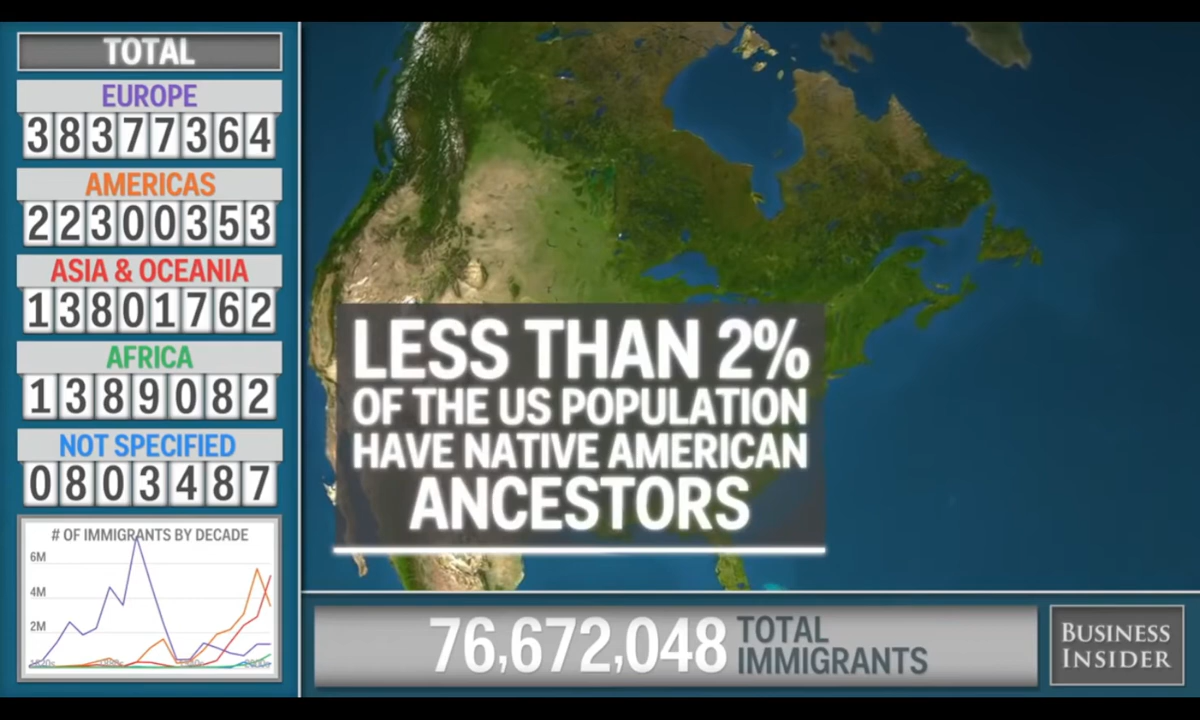 TOTAL
EUROPE
38377364
AMERICAS
22300353
ASIA & OCEANIA
13801762
AFRICA
1389082
NOT SPECIFIED
0803487
# OF IMMIGRANTS BY DECADE
6M
4M
2M
1820s
2000s
LESS THAN 2%
OF THE US POPULATION
HAVE NATIVE AMERICAN
ANCESTORS
76,672,048
TOTAL
IMMIGRANTS
BUSINESS
INSIDER